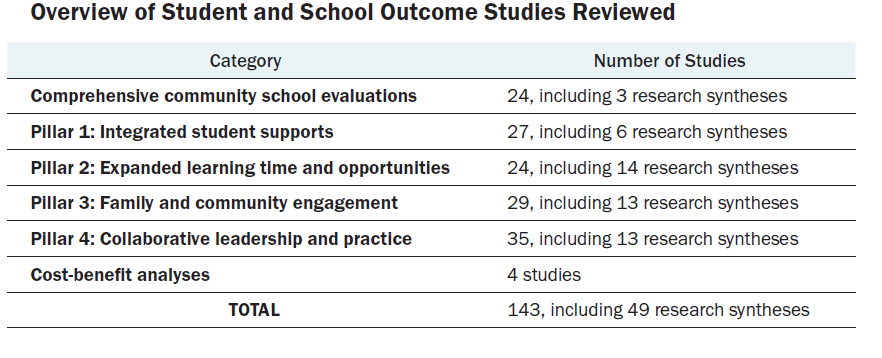 Overview of Student and School Outcome Studies Reviewed
Category Number of Studies
Comprehensive community school evaluations 24, including 3 research syntheses
Pillar 1: Integrated student supports 27, including 6 research syntheses
Pillar 2: Expanded learning time and opportunities 24, including 14 research syntheses
Pillar 3: Family and community engagement 29, including 13 research syntheses
Pillar 4: Collaborative leadership and practice 35, including 13 research syntheses
Cost-benefit analyses 4 studies
TOTAL 143, including 49 research syntheses